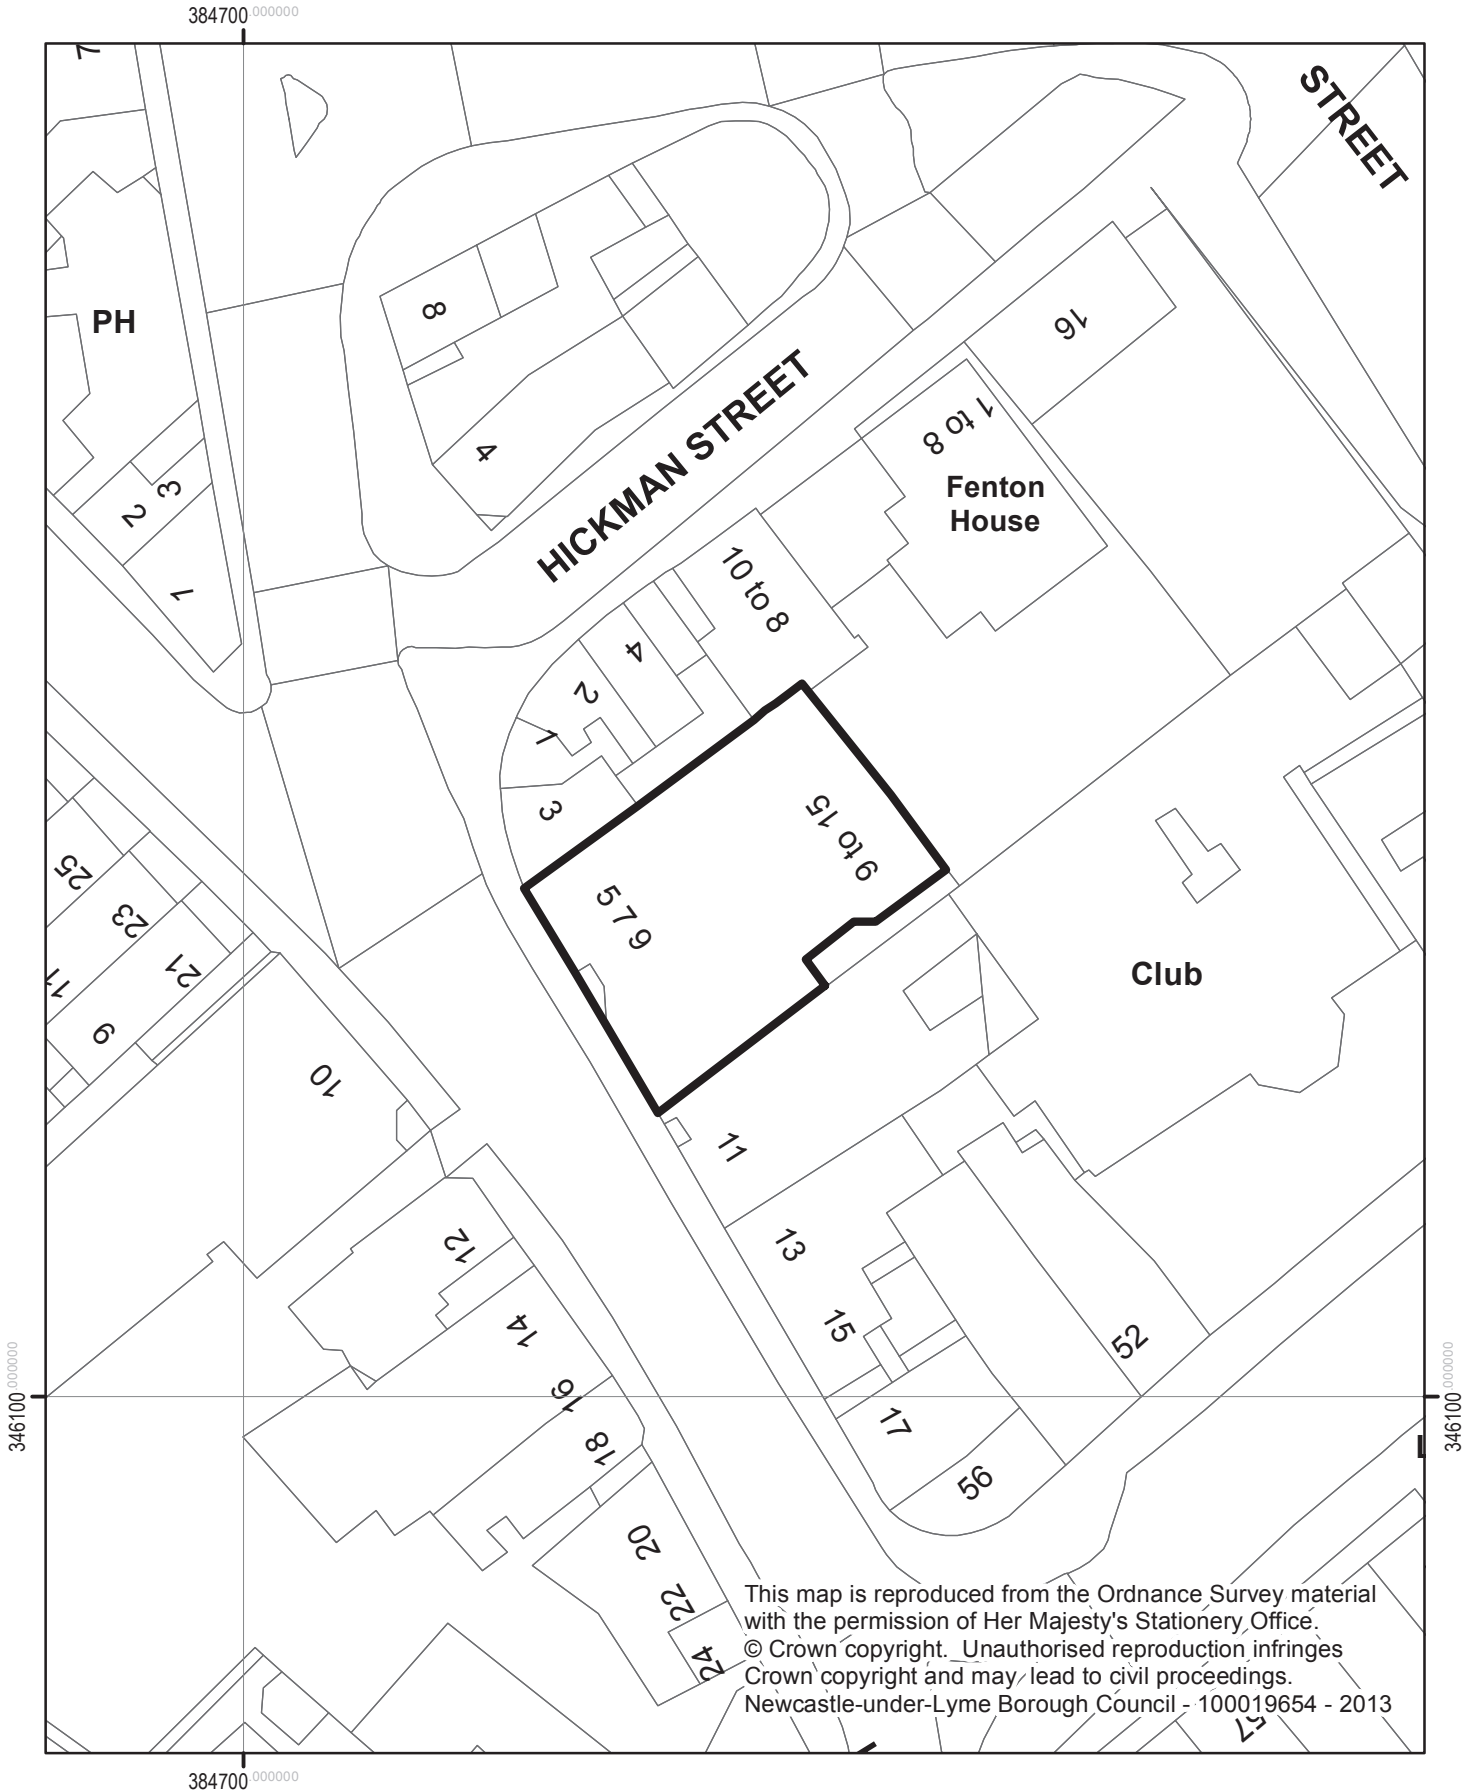 384700.000000
7
STREET
PH
8
16
4
HICKMAN STREET
1 to 8
Fenton
House
3
2
1
10 to 8
4
2
1
3
9 to 15
5 7 9
25
23
21
11
9
10
Club
11
12
13
14
15
52
16
346100.000000
346100.000000
17
18
56
20
22
24
This map is reproduced from the Ordnance Survey material
with the permission of Her Majesty's Stationery Office.
© Crown copyright. Unauthorised reproduction infringes
Crown copyright and may lead to civil proceedings.
Newcastle-under-Lyme Borough Council - 100019654 - 2013
57
384700.000000